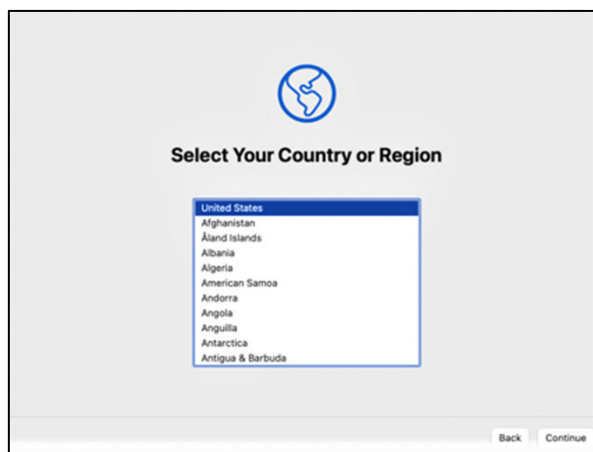 Select Your Country or Region
United States
Afghanistan
Åland Islands
Albania
Algeria
American Samoa
Andorra
Angola
Anguilla
Antarctica
Antigua & Barbuda
Back Continue